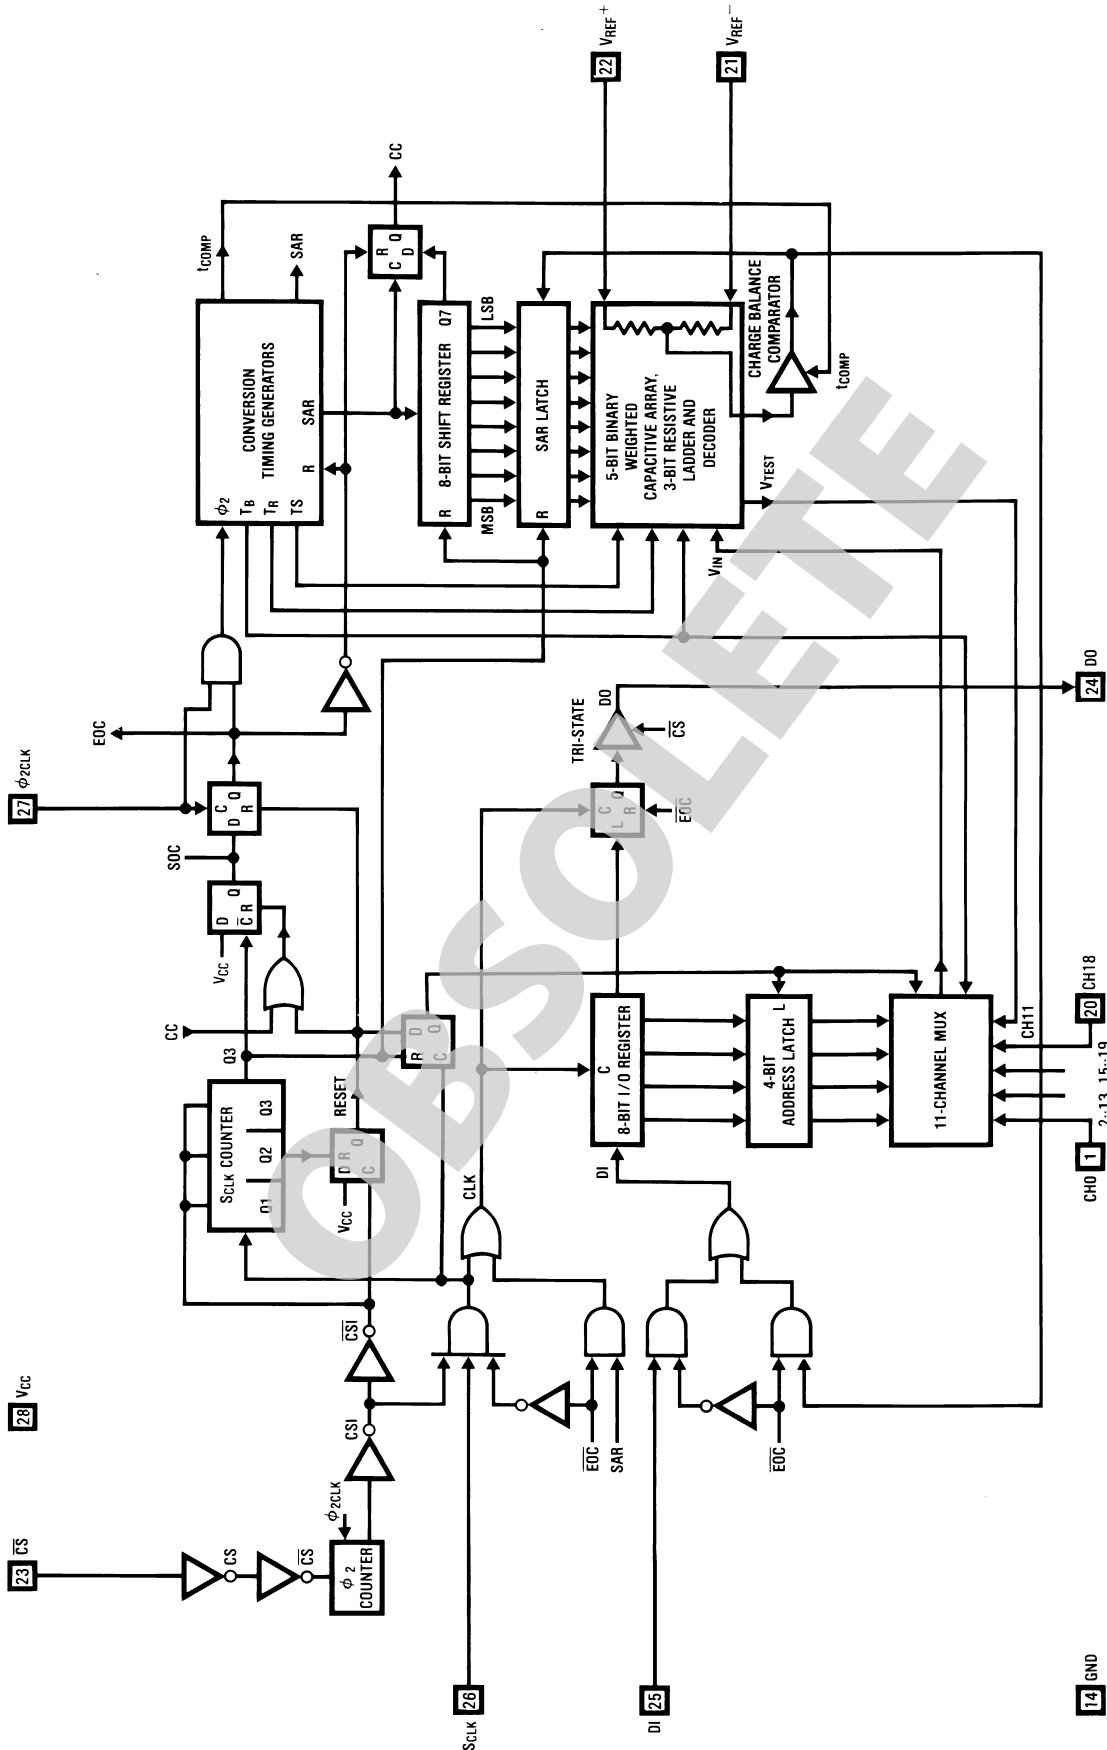 23 CS
28 VCC
27 ϕ2CLK
22 VREF+
21 VREF−
CS
CS
ϕ2CLK
ϕ2
COUNTER
CSI
CSI
SCLK COUNTER
Q1 Q2 Q3
VCC
D R Q
C
RESET
Q3
CC
VCC
D Q
C R
SOC
C
D Q
R
EOC
ϕ2
TB
TR
TS
CONVERSION
TIMING GENERATORS
R SAR
tCOMP
SAR
R
C Q
D
CC
R 8-BIT SHIFT REGISTER Q7
MSB
LSB
R SAR LATCH
5-BIT BINARY
WEIGHTED
CAPACITIVE ARRAY,
3-BIT RESISTIVE
LADDER AND
DECODER
CHARGE BALANCE
COMPARATOR
tCOMP
VIN
VTEST
SCLK 26
R D
C Q
CLK
EOC
SAR
DI 25
EOC
DI
C
8-BIT I/O REGISTER
L C Q
R
EOC
TRI-STATE
DO
CS
4-BIT
ADDRESS LATCH
L
11-CHANNEL MUX
CH11
14 GND
CH0 1
2–13, 15–19
20 CH18
24 DO
OBSOLETE